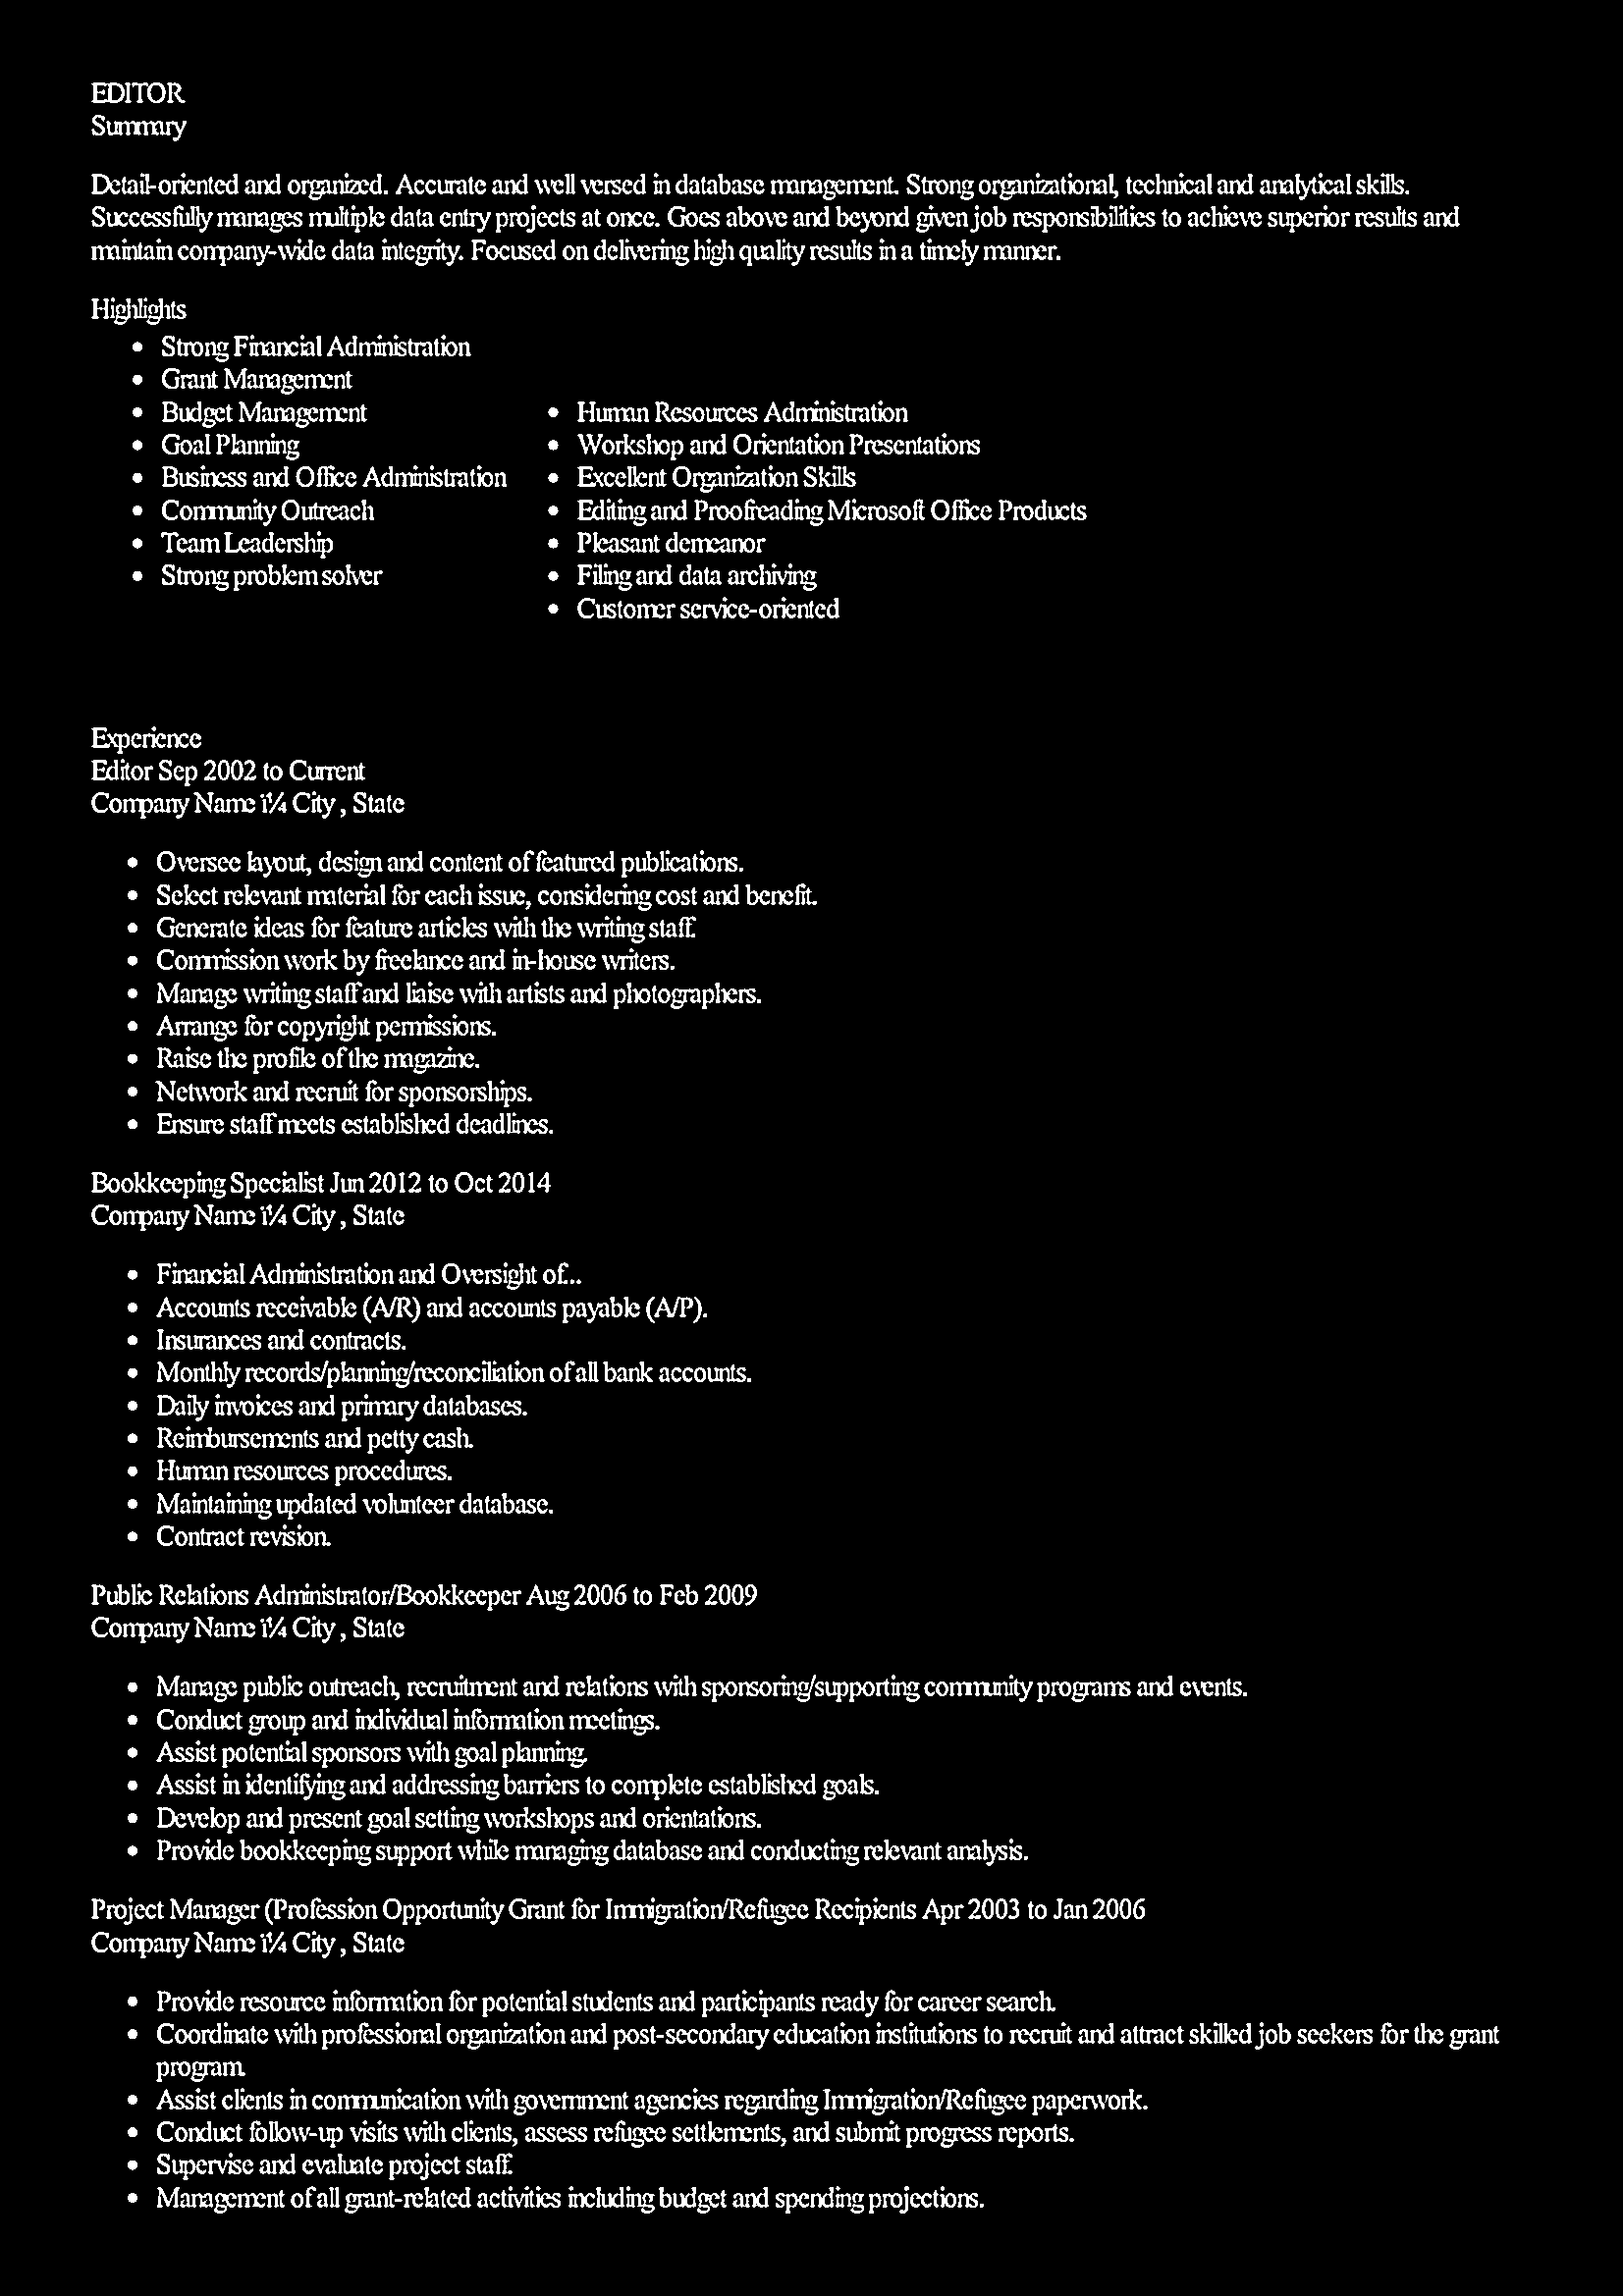 EDITOR
Summary
Detail-oriented and organized. Accurate and well versed in database management. Strong organizational, technical and analytical skills.
Successfully manages multiple data entry projects at once. Goes above and beyond given job responsibilities to achieve superior results and
maintain company-wide data integrity. Focused on delivering high quality results in a timely manner.
Highlights
• Strong Financial Administration
• Grant Management
• Budget Management
• Goal Planning
• Business and Office Administration
• Community Outreach
• Team Leadership
• Strong problem solver
• Human Resources Administration
• Workshop and Orientation Presentations
• Excellent Organization Skills
• Editing and Proofreading Microsoft Office Products
• Pleasant demeanor
• Filing and data archiving
• Customer service-oriented
Experience
Editor Sep 2002 to Current
Company Name ï¼ City , State
• Oversee layout, design and content of featured publications.
• Select relevant material for each issue, considering cost and benefit.
• Generate ideas for feature articles with the writing staff.
• Commission work by freelance and in-house writers.
• Manage writing staff and liaise with artists and photographers.
• Arrange for copyright permissions.
• Raise the profile of the magazine.
• Network and recruit for sponsorships.
• Ensure staff meets established deadlines.
Bookkeeping Specialist Jun 2012 to Oct 2014
Company Name ï¼ City , State
• Financial Administration and Oversight of...
• Accounts receivable (A/R) and accounts payable (A/P).
• Insurances and contracts.
• Monthly records/planning/reconciliation of all bank accounts.
• Daily invoices and primary databases.
• Reimbursements and petty cash.
• Human resources procedures.
• Maintaining updated volunteer database.
• Contract revision.
Public Relations Administrator/Bookkeeper Aug 2006 to Feb 2009
Company Name ï¼ City , State
• Manage public outreach, recruitment and relations with sponsoring/supporting community programs and events.
• Conduct group and individual information meetings.
• Assist potential sponsors with goal planning.
• Assist in identifying and addressing barriers to complete established goals.
• Develop and present goal setting workshops and orientations.
• Provide bookkeeping support while managing database and conducting relevant analysis.
Project Manager (Profession Opportunity Grant for Immigration/Refugee Recipients Apr 2003 to Jan 2006
Company Name ï¼ City , State
• Provide resource information for potential students and participants ready for career search.
• Coordinate with professional organization and post-secondary education institutions to recruit and attract skilled job seekers for the grant
program.
• Assist clients in communication with government agencies regarding Immigration/Refugee paperwork.
• Conduct follow-up visits with clients, assess refugee settlements, and submit progress reports.
• Supervise and evaluate project staff.
• Management of all grant-related activities including budget and spending projections.